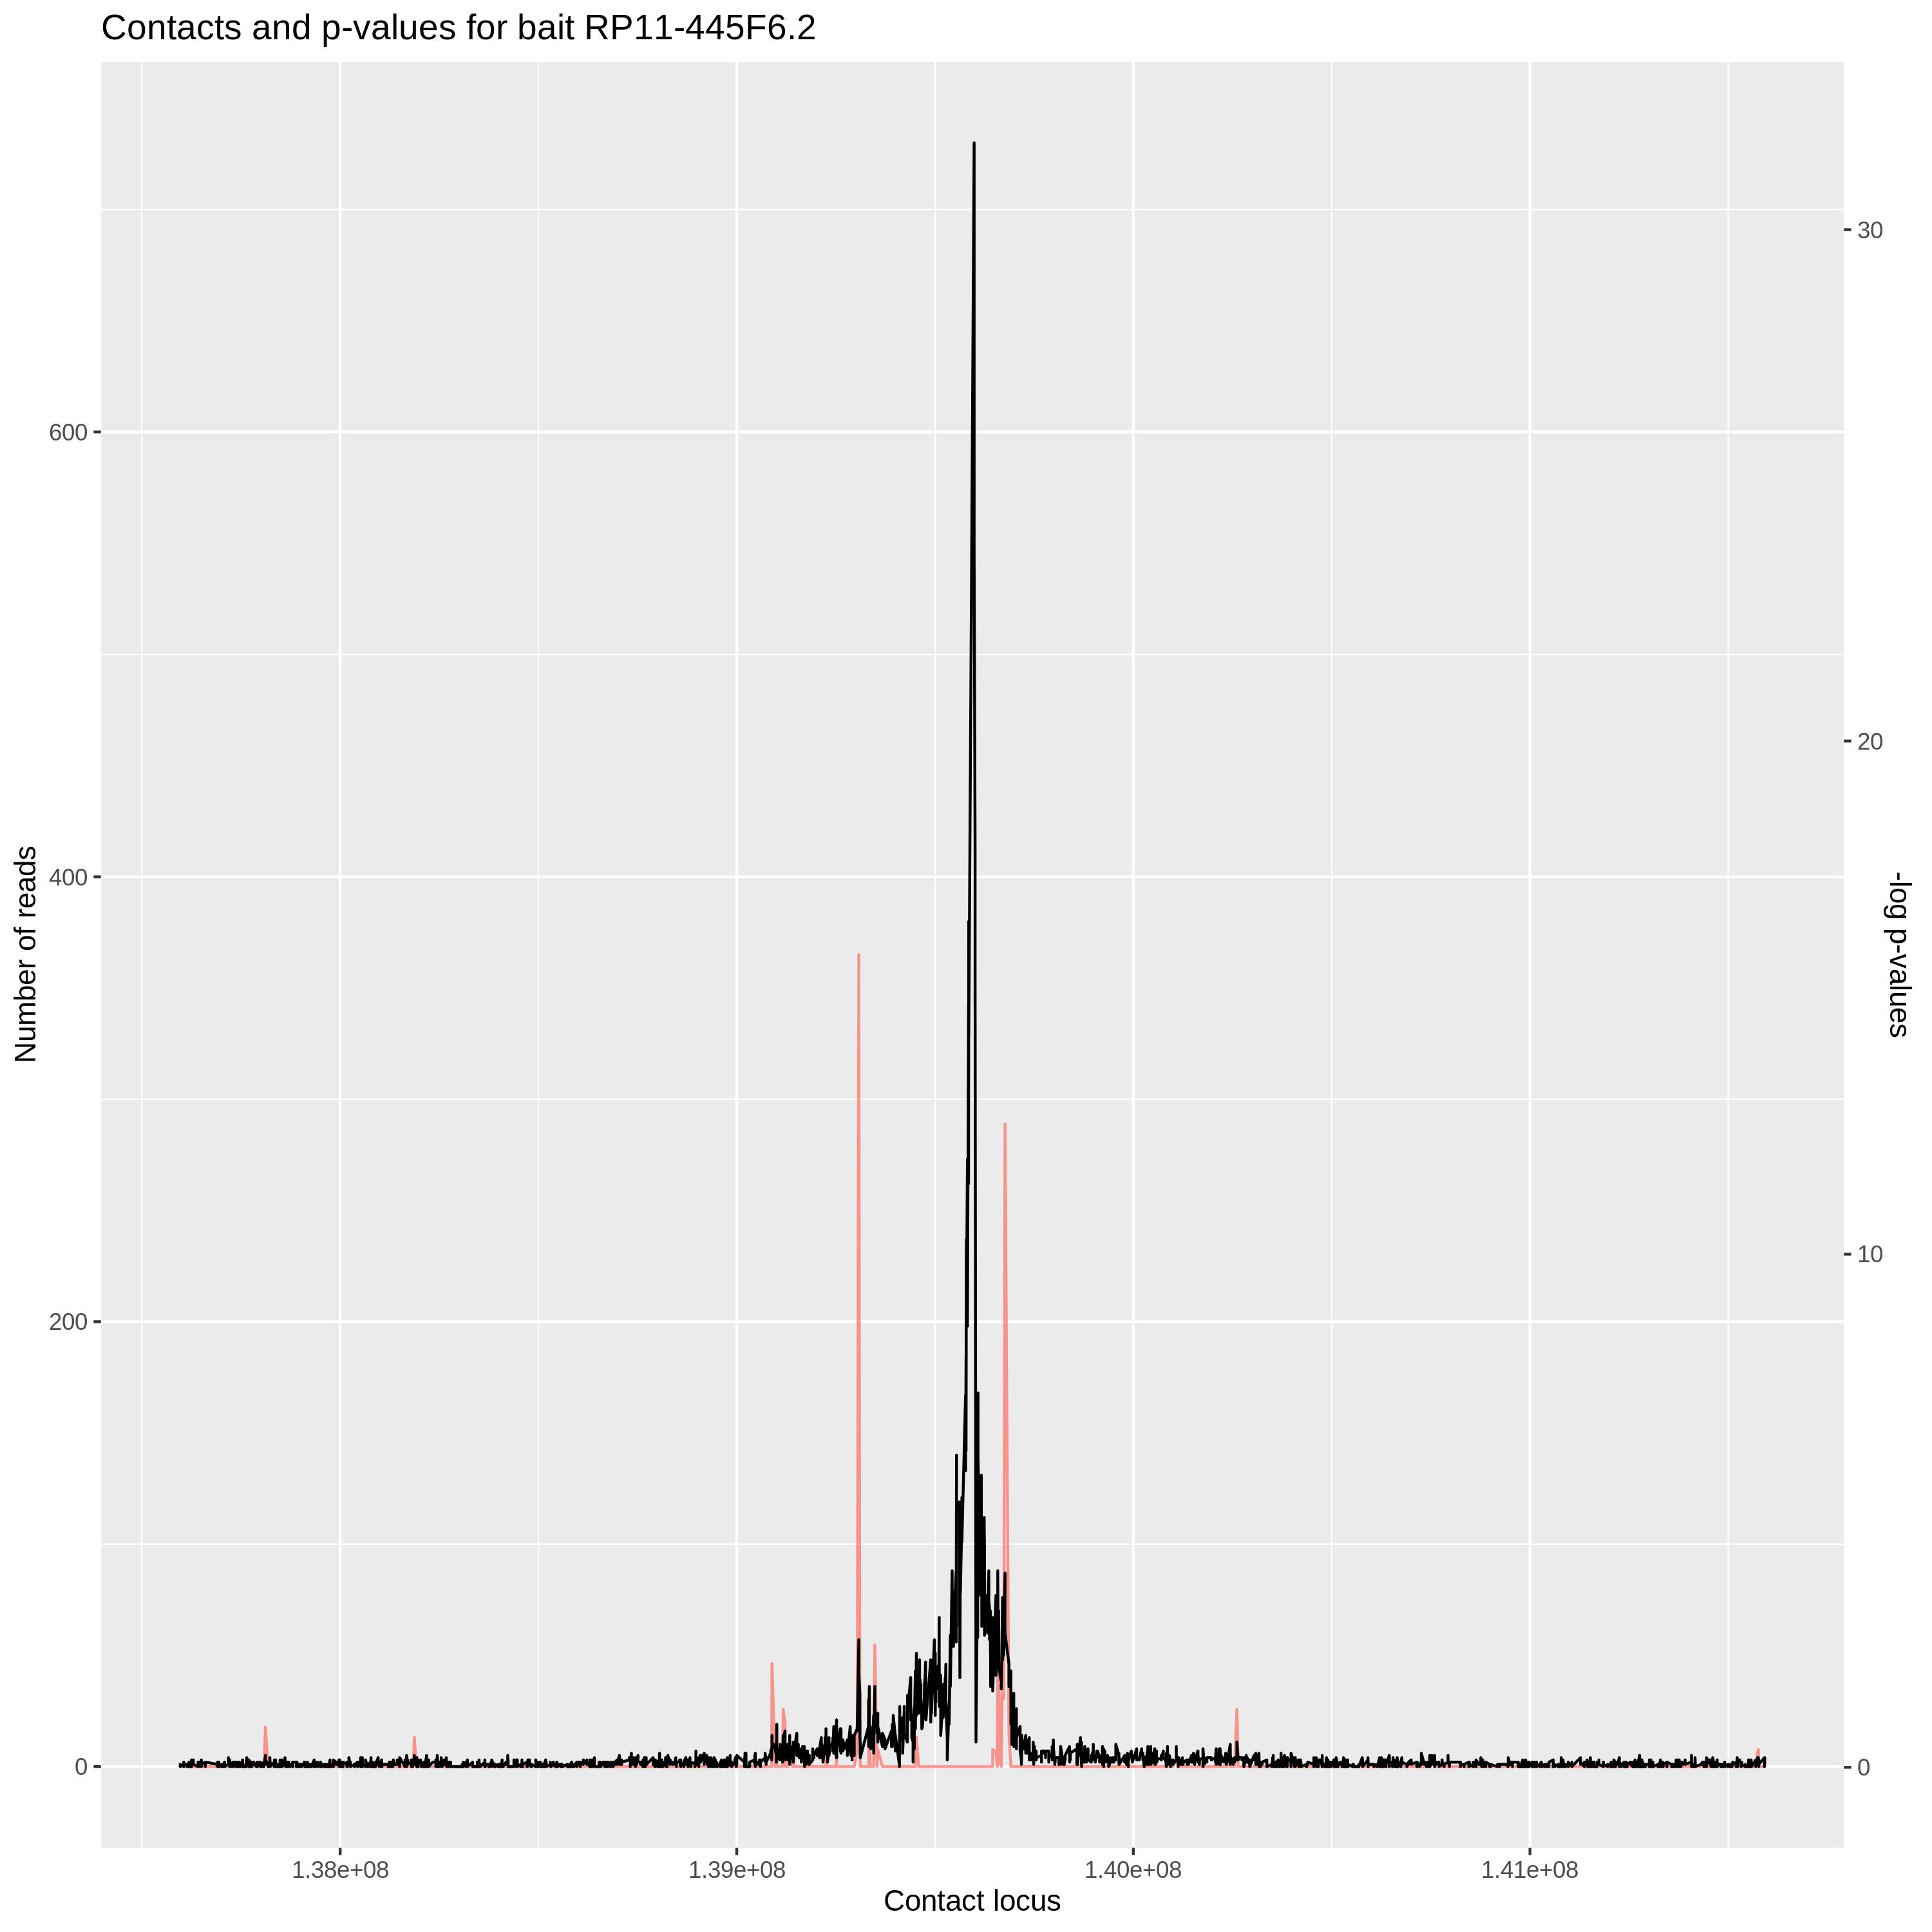 Contacts and p-values for bait RP11-445F6.2
Number of reads
600
400
200
0
30
20
10
0
-log p-values
1.38e+08
1.39e+08
1.40e+08
1.41e+08
Contact locus